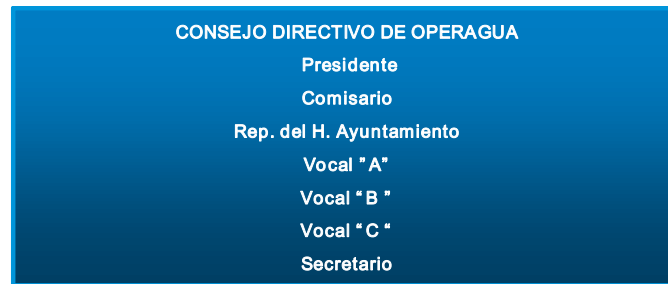 CONSEJO DIRECTIVO DE OPERAGUA
Presidente
Comisario
Rep. del H. Ayuntamiento
Vocal ” A”
Vocal “ B ”
Vocal “ C “
Secretario